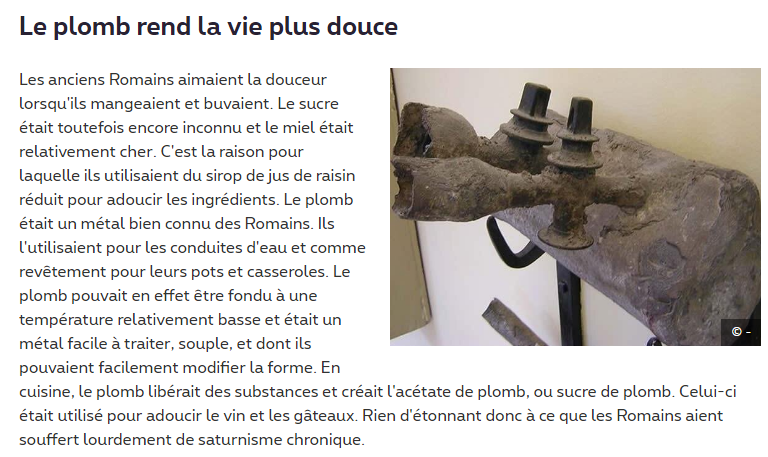 Le plomb rend la vie plus douce
Les anciens Romains aimaient la douceur
lorsqu'ils mangeaient et buvaient. Le sucre
était toutefois encore inconnu et le miel était
relativement cher. C'est la raison pour
laquelle ils utilisaient du sirop de jus de raisin
réduit pour adoucir les ingrédients. Le plomb
était un métal bien connu des Romains. Ils
l'utilisaient pour les conduites d'eau et comme
revêtement pour leurs pots et casseroles. Le
plomb pouvait en effet être fondu à une
température relativement basse et était un
métal facile à traiter, souple, et dont ils
pouvaient facilement modifier la forme. En
cuisine, le plomb libérait des substances et créait l'acétate de plomb, ou sucre de plomb. Celui-ci
était utilisé pour adoucir le vin et les gâteaux. Rien d'étonnant donc à ce que les Romains aient
souffert lourdement de saturnisme chronique.
© -